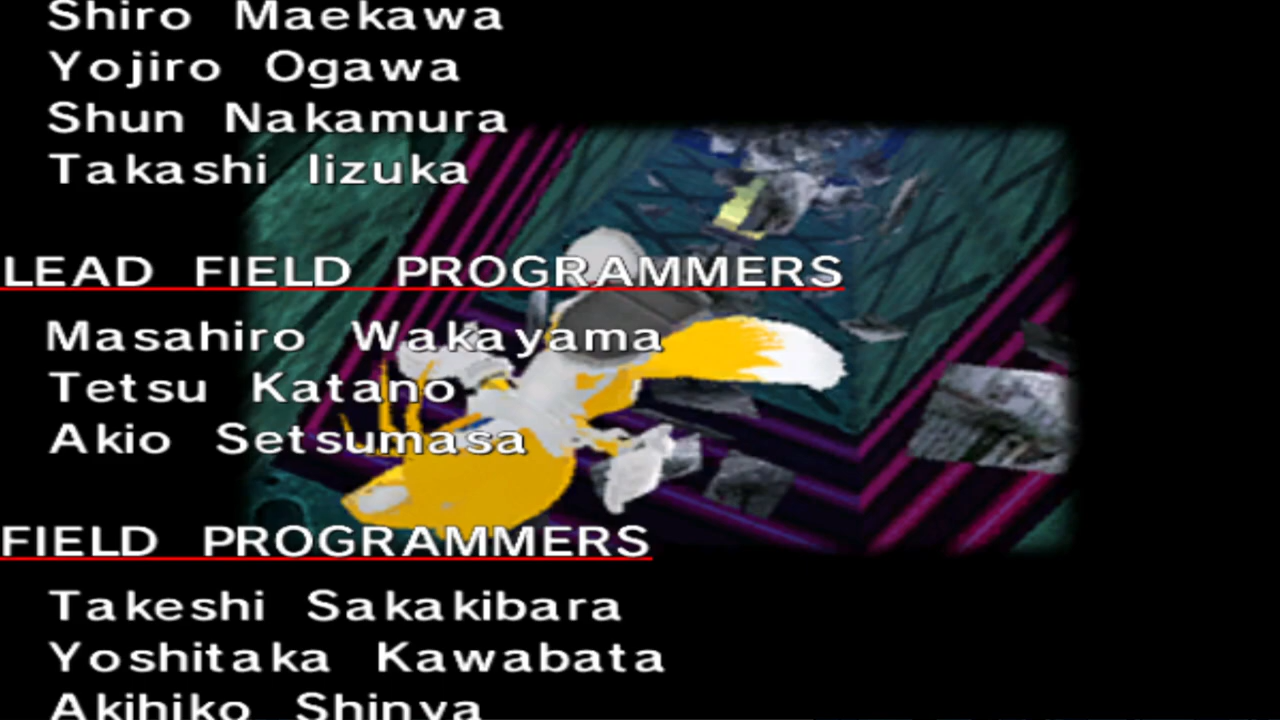 Shiro Maekawa
Yojiro Ogawa
Shun Nakamura
Takashi Iizuka
LEAD FIELD PROGRAMMERS
Masahiro Wakayama
Tetsu Katano
Akio Setsumasa
FIELD PROGRAMMERS
Takeshi Sakakibara
Yoshitaka Kawabata
Akihiko Shinya